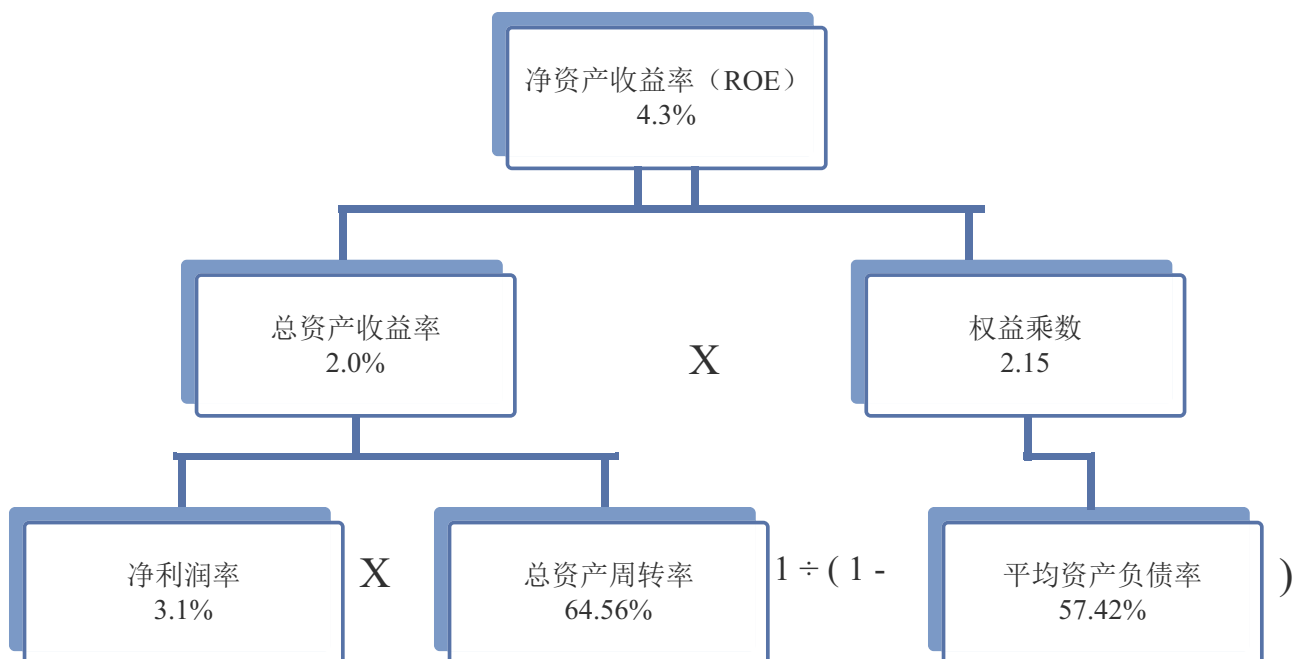 净资产收益率（ROE）
4.3%
总资产收益率
2.0%
X
权益乘数
2.15
净利润率
3.1%
X
总资产周转率
64.56%
1 ÷ ( 1 -
平均资产负债率
57.42%
)